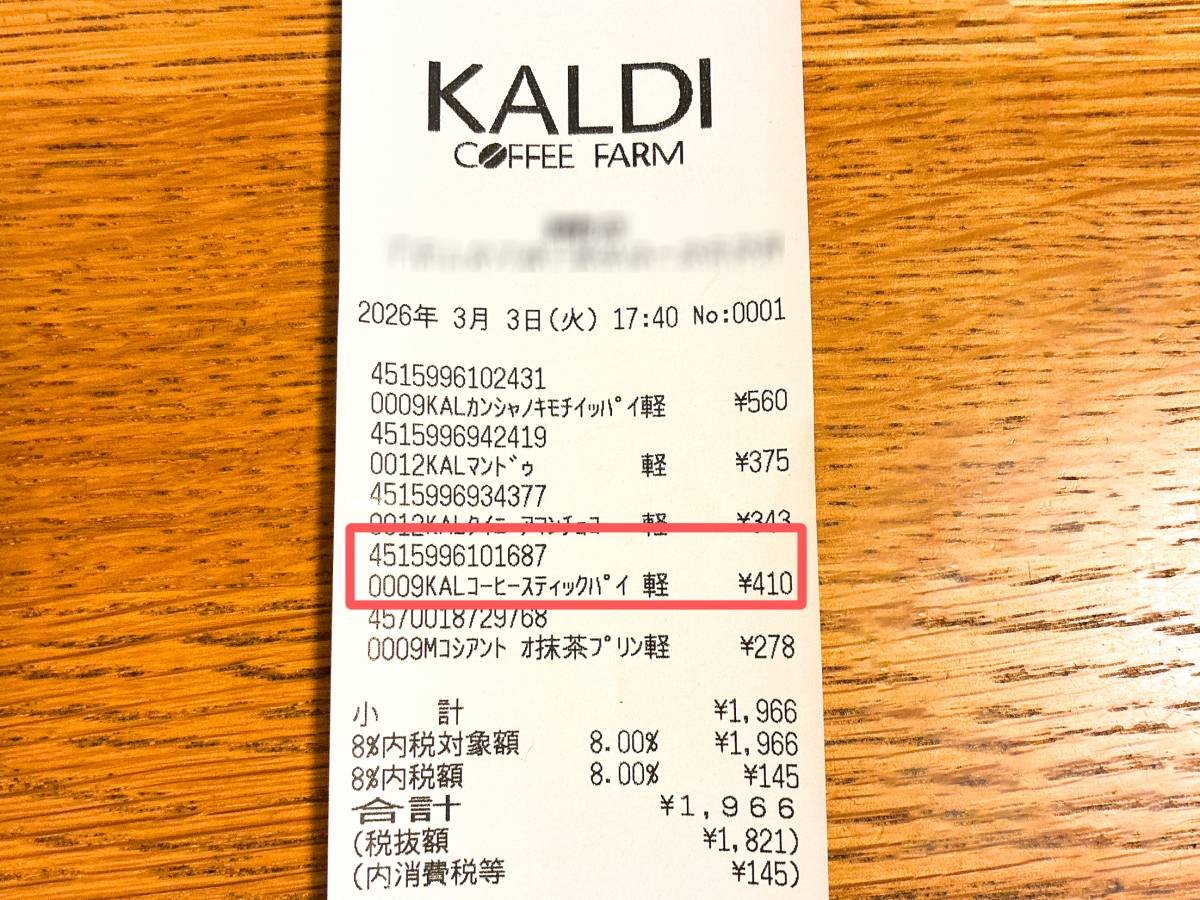 KALDI
COFFEE FARM
2026年 3月 3日(火) 17:40 No:0001
4515996102431
0009KALカンシャノキモチイッパイ軽 ¥560
4515996942419
0012KALマンドゥ 軽 ¥375
4515996934377
0012KAL 軽 ¥343
4515996101687
0009KALコーヒースティックパイ 軽 ¥410
4570018729768
0009Mコシアント オ抹茶プリン軽 ¥278
小 計 ¥1,966
8%内税対象額 8.00% ¥1,966
8%内税額 8.00% ¥145
合計 ¥1,966
(税抜額 ¥1,821)
(内消費税等 ¥145)